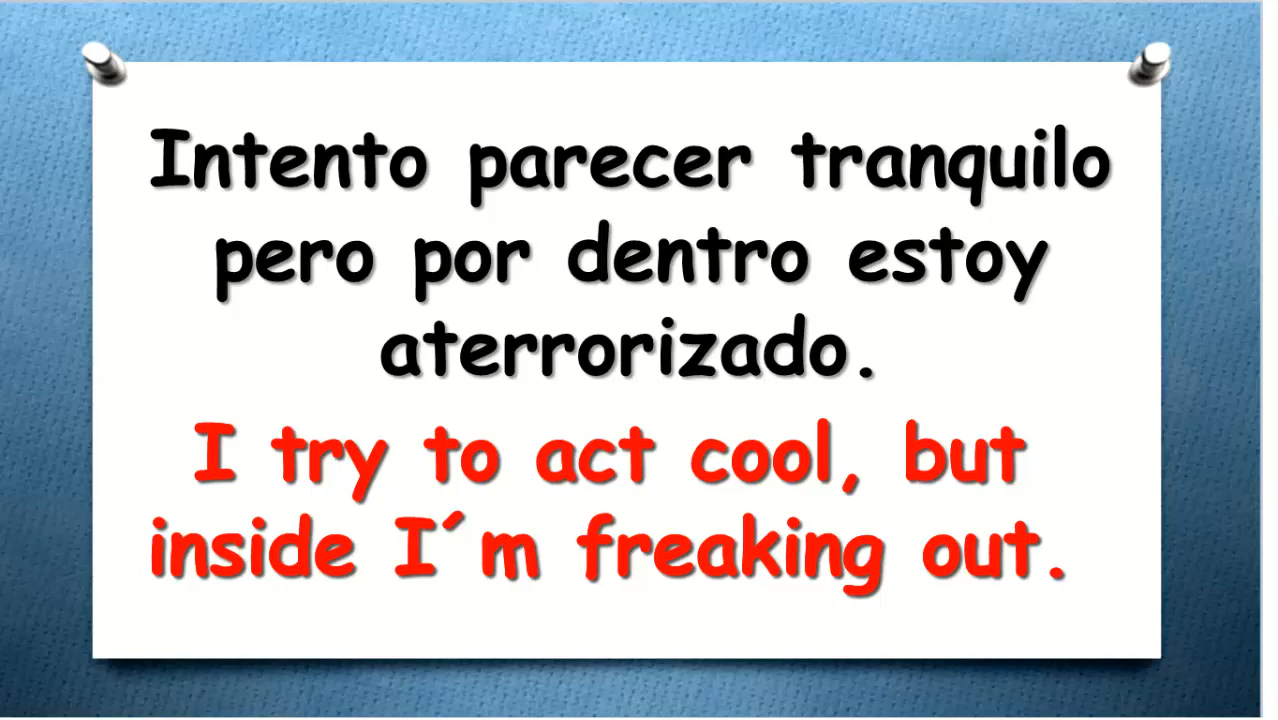 Intento parecer tranquilo
pero por dentro estoy
aterrorizado.
I try to act cool, but
inside I´m freaking out.